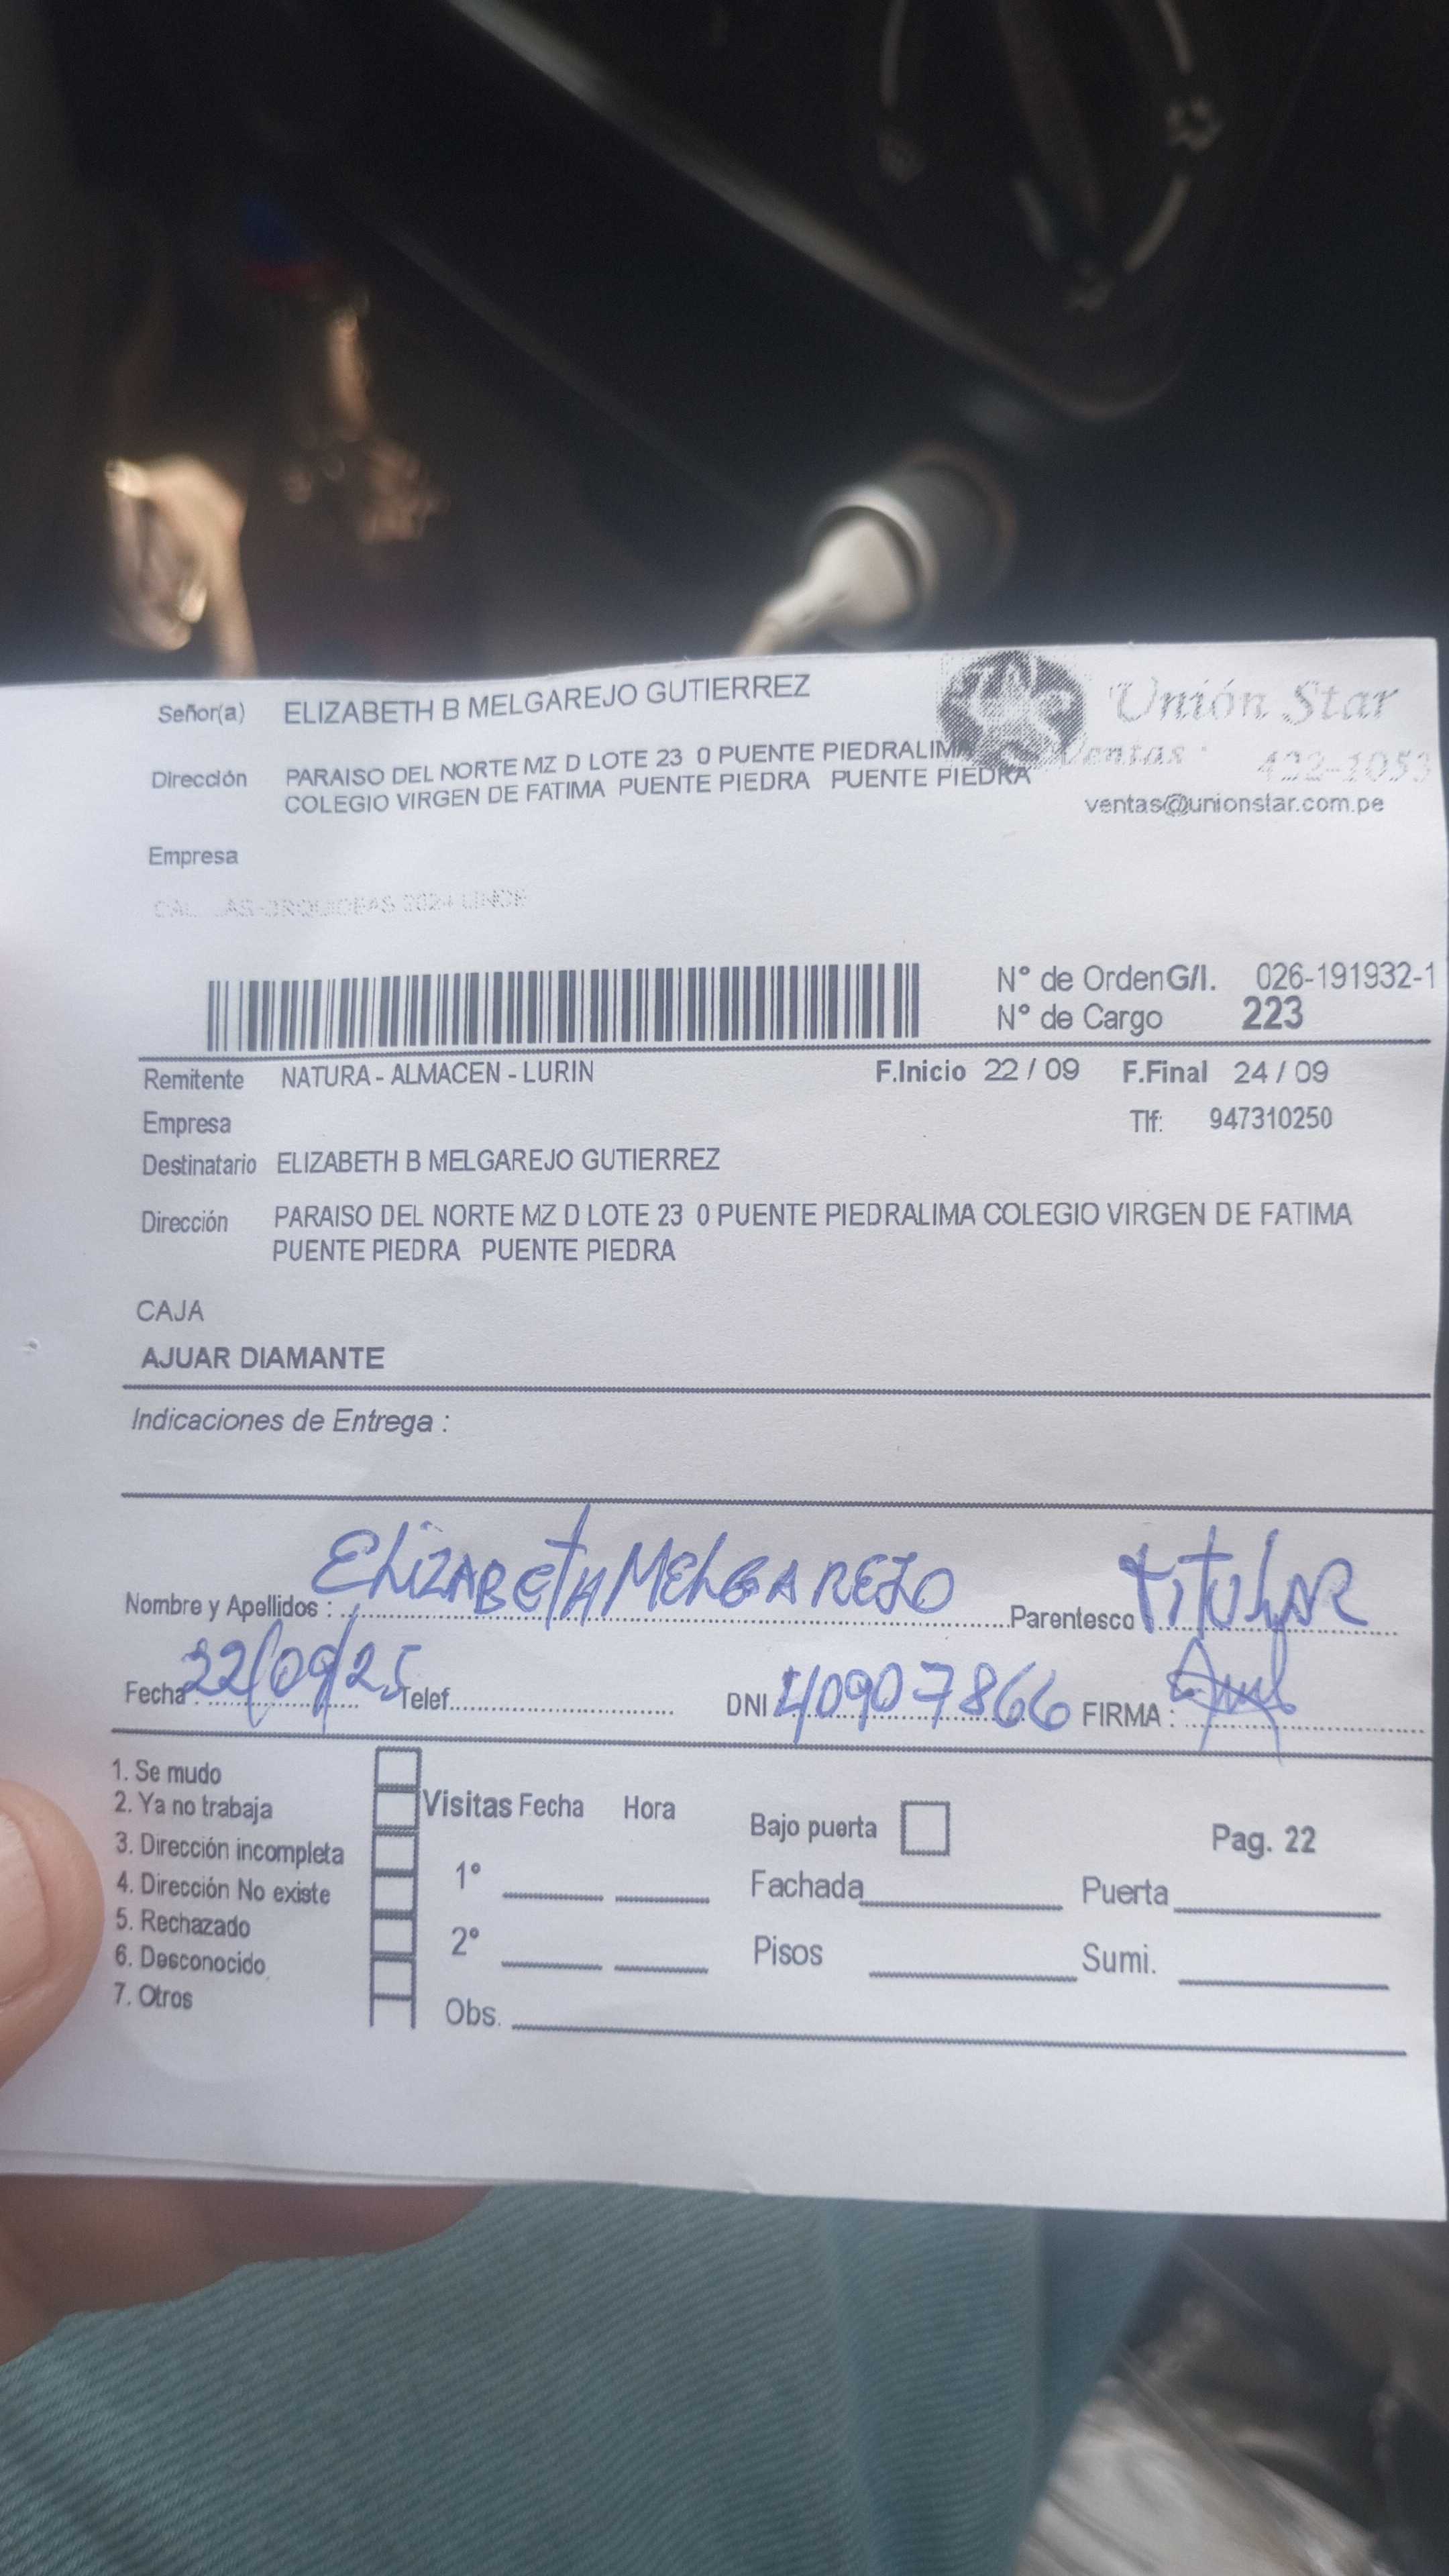 Señor(a) ELIZABETH B MELGAREJO GUTIERREZ
Unión Star
Dirección PARAISO DEL NORTE MZ D LOTE 23 0 PUENTE PIEDRALIMA
Ventas: 422-1053
COLEGIO VIRGEN DE FATIMA PUENTE PIEDRA PUENTE PIEDRA
ventas@unionstar.com.pe
Empresa
N° de Orden G/I. 026-191932-1
N° de Cargo 223
Remitente NATURA - ALMACEN - LURIN F.Inicio 22 / 09 F.Final 24 / 09
Empresa Tlf: 947310250
Destinatario ELIZABETH B MELGAREJO GUTIERREZ
Dirección PARAISO DEL NORTE MZ D LOTE 23 0 PUENTE PIEDRALIMA COLEGIO VIRGEN DE FATIMA
PUENTE PIEDRA PUENTE PIEDRA
CAJA
AJUAR DIAMANTE
Indicaciones de Entrega :
Nombre y Apellidos : ELIZABETH MELGAREJO Parentesco TITULAR
Fecha : 22/09/25 Telef. DNI 40907866 FIRMA :
1. Se mudo
2. Ya no trabaja Visitas Fecha Hora Bajo puerta Pag. 22
3. Dirección incompleta
4. Dirección No existe 1° Fachada Puerta
5. Rechazado
6. Desconocido 2° Pisos Sumi.
7. Otros Obs.